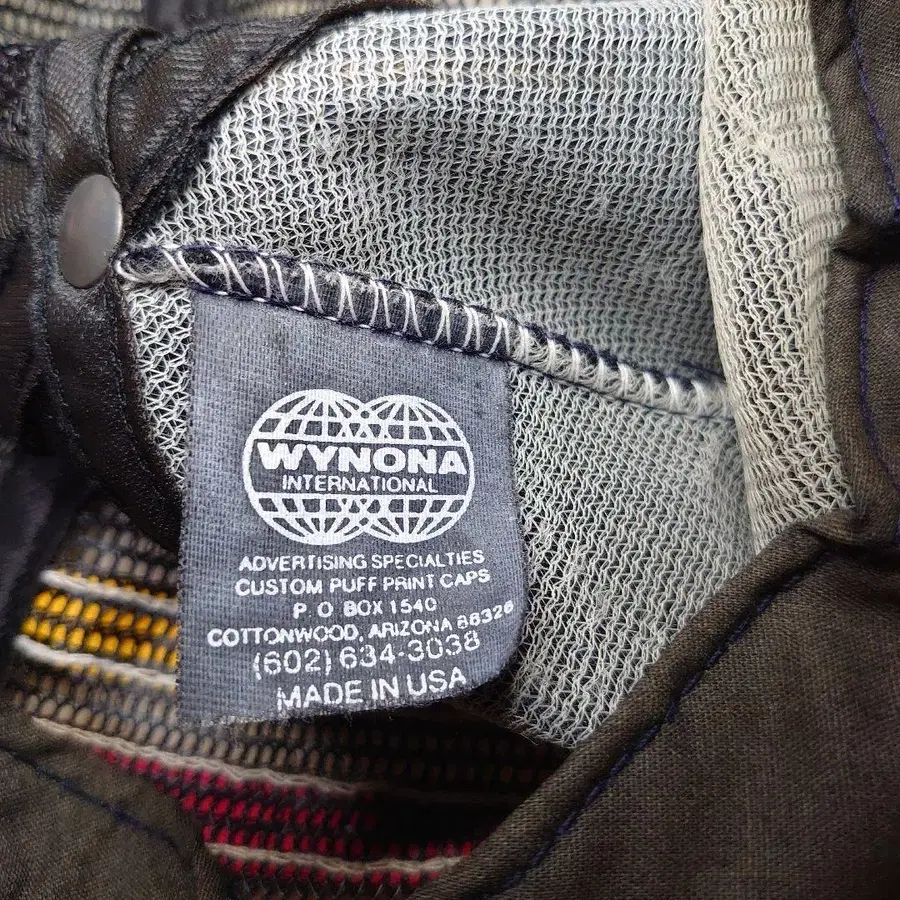 WYNONA
INTERNATIONAL
ADVERTISING SPECIALTIES
CUSTOM PUFF PRINT CAPS
P. O BOX 1540
COTTONWOOD, ARIZONA 86326
(602) 634-3038
MADE IN USA